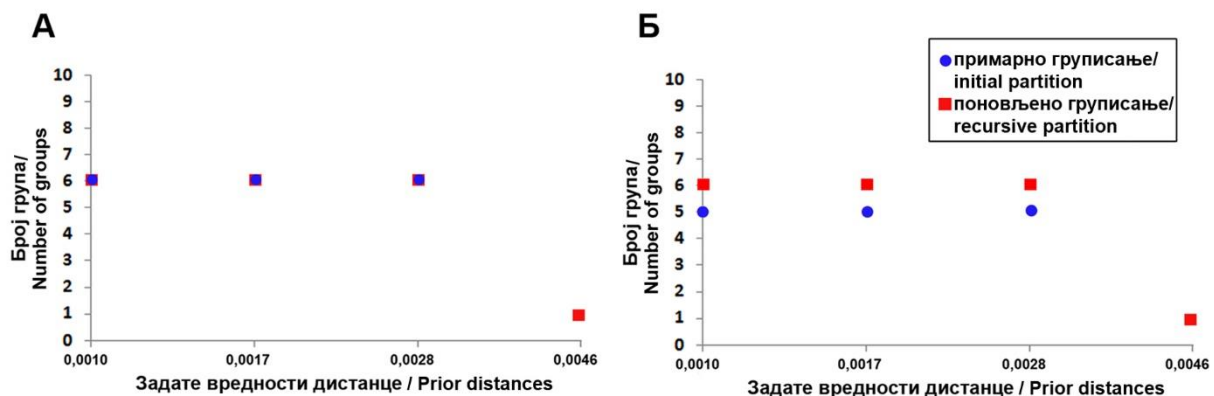 А
10
9
8
7
6
5
4
3
2
1
0
Број група/
Number of groups
0,0010
0,0017
0,0028
0,0046
Задате вредности дистанце / Prior distances
Б
примарно груписање/
initial partition
поновљено груписање/
recursive partition
10
9
8
7
6
5
4
3
2
1
0
Број група/
Number of groups
0,0010
0,0017
0,0028
0,0046
Задате вредности дистанце / Prior distances